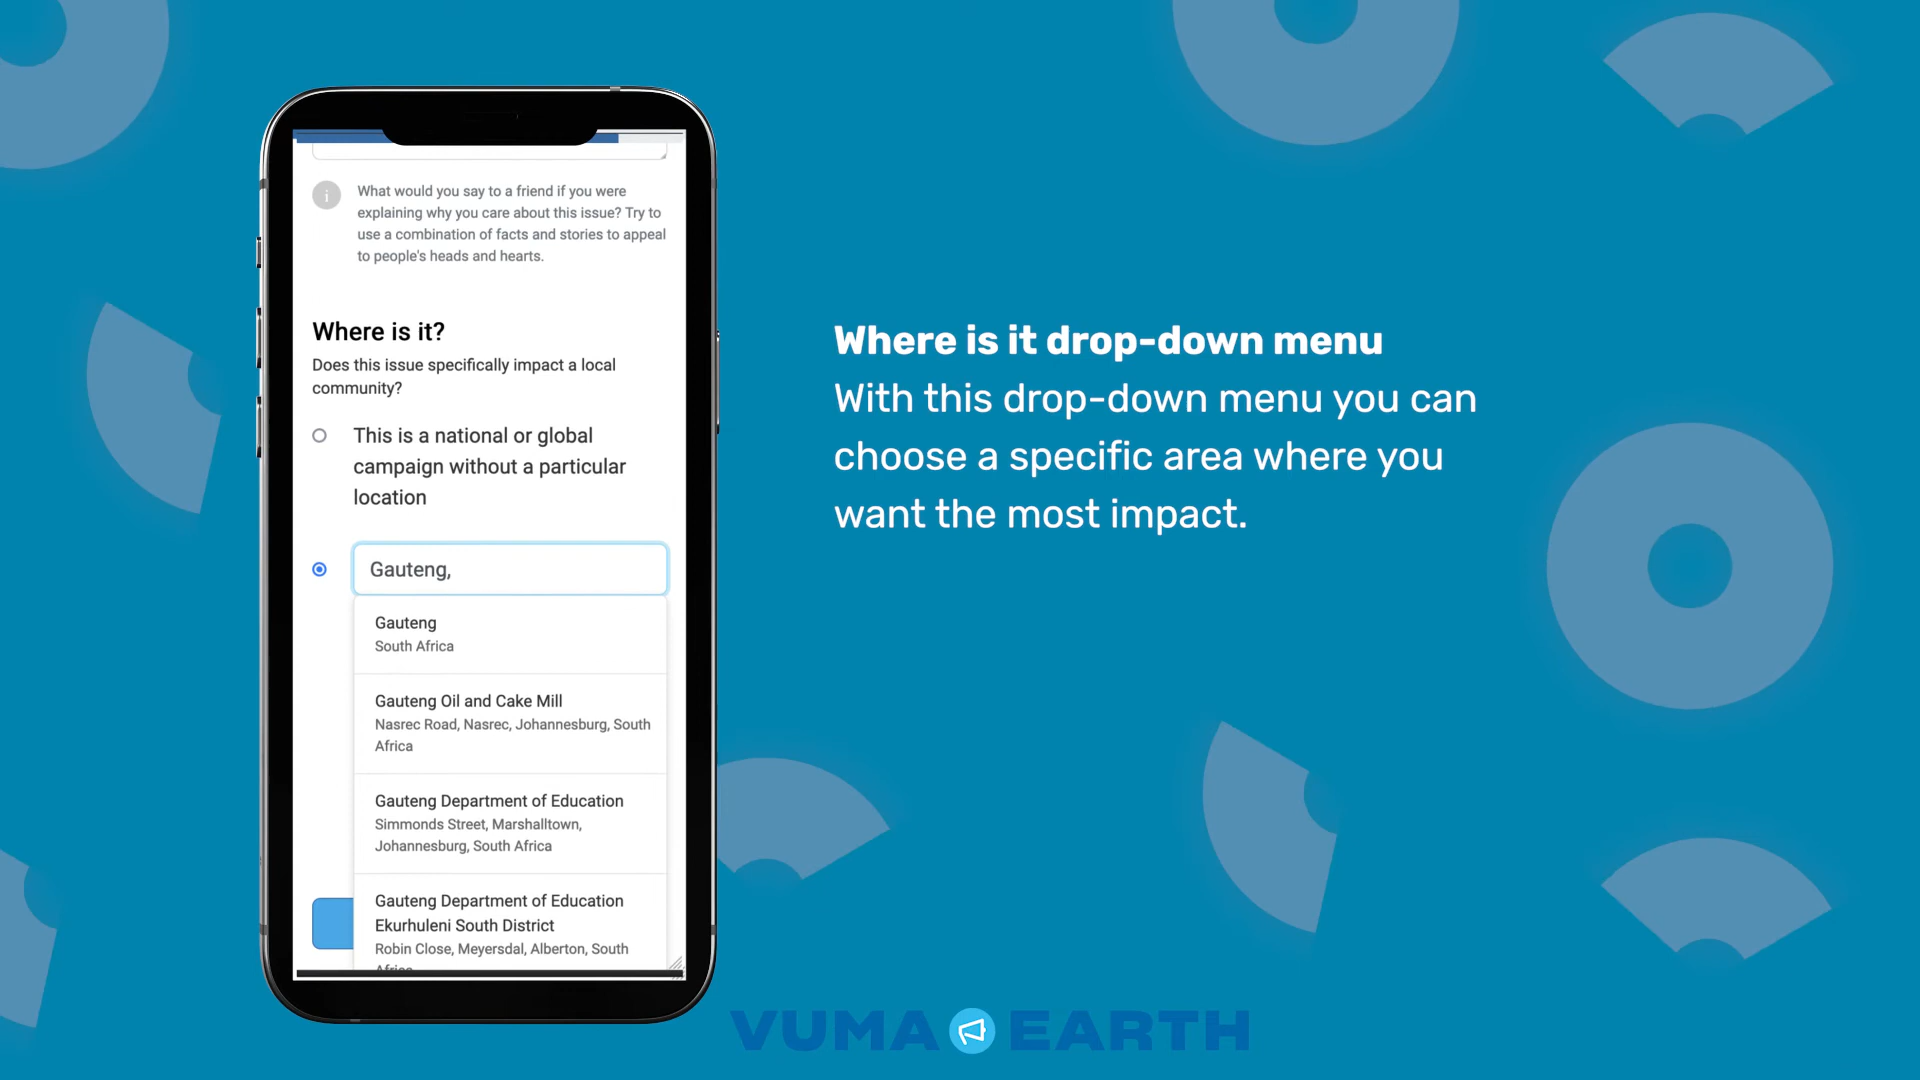 What would you say to a friend if you were
explaining why you care about this issue? Try to
use a combination of facts and stories to appeal
to people's heads and hearts.
Where is it?
Does this issue specifically impact a local
community?
This is a national or global
campaign without a particular
location
Gauteng,
Gauteng
South Africa
Gauteng Oil and Cake Mill
Nasrec Road, Nasrec, Johannesburg, South
Africa
Gauteng Department of Education
Simmonds Street, Marshalltown,
Johannesburg, South Africa
Gauteng Department of Education
Ekurhuleni South District
Robin Close, Meyersdal, Alberton, South
Africa
Where is it drop-down menu
With this drop-down menu you can
choose a specific area where you
want the most impact.
VUMA EARTH